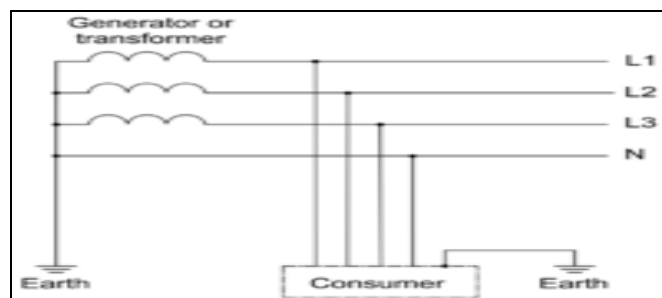 Generator or
transformer
L1
L2
L3
N
Earth
Consumer
Earth